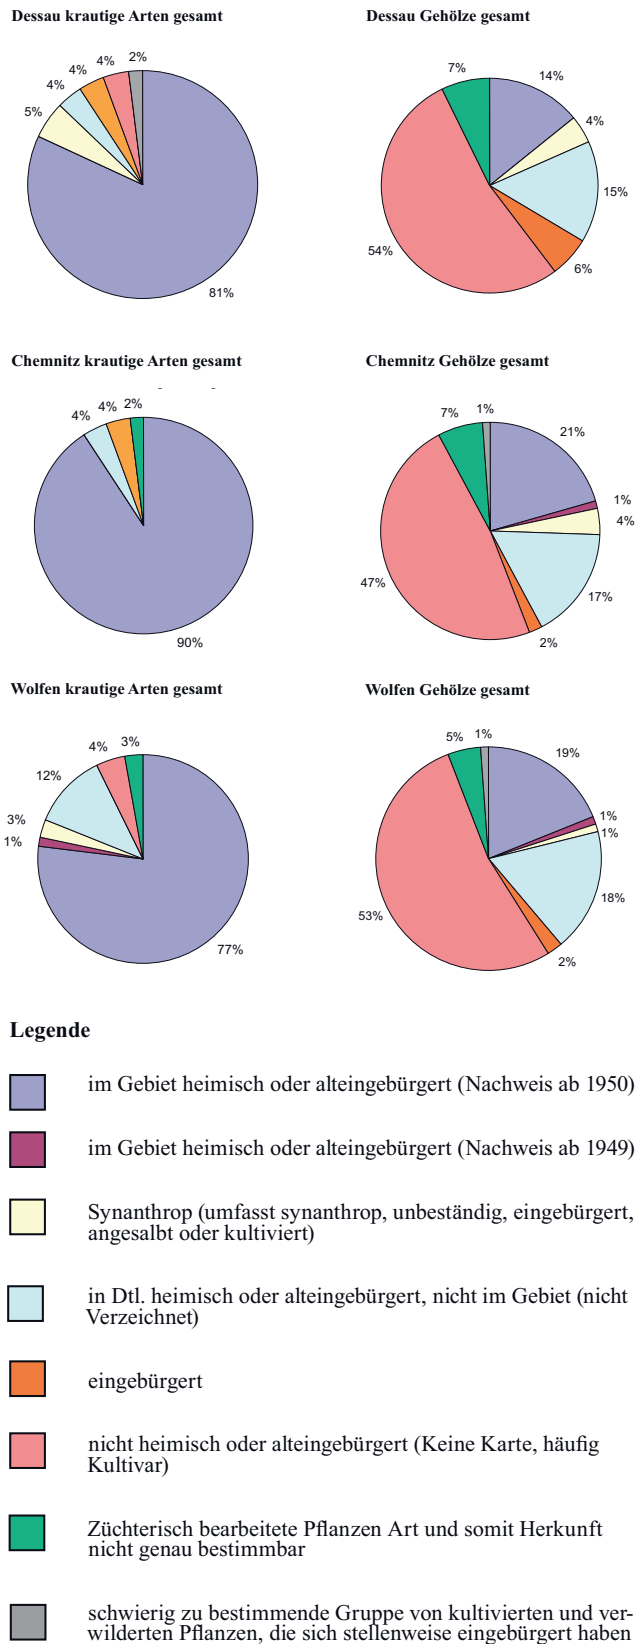 Dessau krautige Arten gesamt
Dessau Gehölze gesamt
5%
4%
4%
4%
2%
81%
7%
14%
4%
15%
6%
54%
Chemnitz krautige Arten gesamt
Chemnitz Gehölze gesamt
4%
4%
2%
90%
7%
1%
21%
1%
4%
17%
2%
47%
Wolfen krautige Arten gesamt
Wolfen Gehölze gesamt
1%
3%
12%
4%
3%
77%
5%
1%
19%
1%
1%
18%
2%
53%
Legende
im Gebiet heimisch oder alteingebürgert (Nachweis ab 1950)
im Gebiet heimisch oder alteingebürgert (Nachweis ab 1949)
Synanthrop (umfasst synanthrop, unbeständig, eingebürgert,
angesalbt oder kultiviert)
in Dtl. heimisch oder alteingebürgert, nicht im Gebiet (nicht
Verzeichnet)
eingebürgert
nicht heimisch oder alteingebürgert (Keine Karte, häufig
Kultivar)
Züchterisch bearbeitete Pflanzen Art und somit Herkunft
nicht genau bestimmbar
schwierig zu bestimmende Gruppe von kultivierten und ver-
wilderten Pflanzen, die sich stellenweise eingebürgert haben